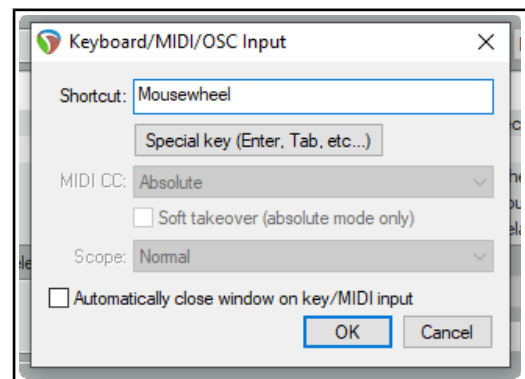 Keyboard/MIDI/OSC Input
Shortcut: Mousewheel
Special key (Enter, Tab, etc...)
MIDI CC: Absolute
Soft takeover (absolute mode only)
Scope: Normal
Automatically close window on key/MIDI input
OK Cancel